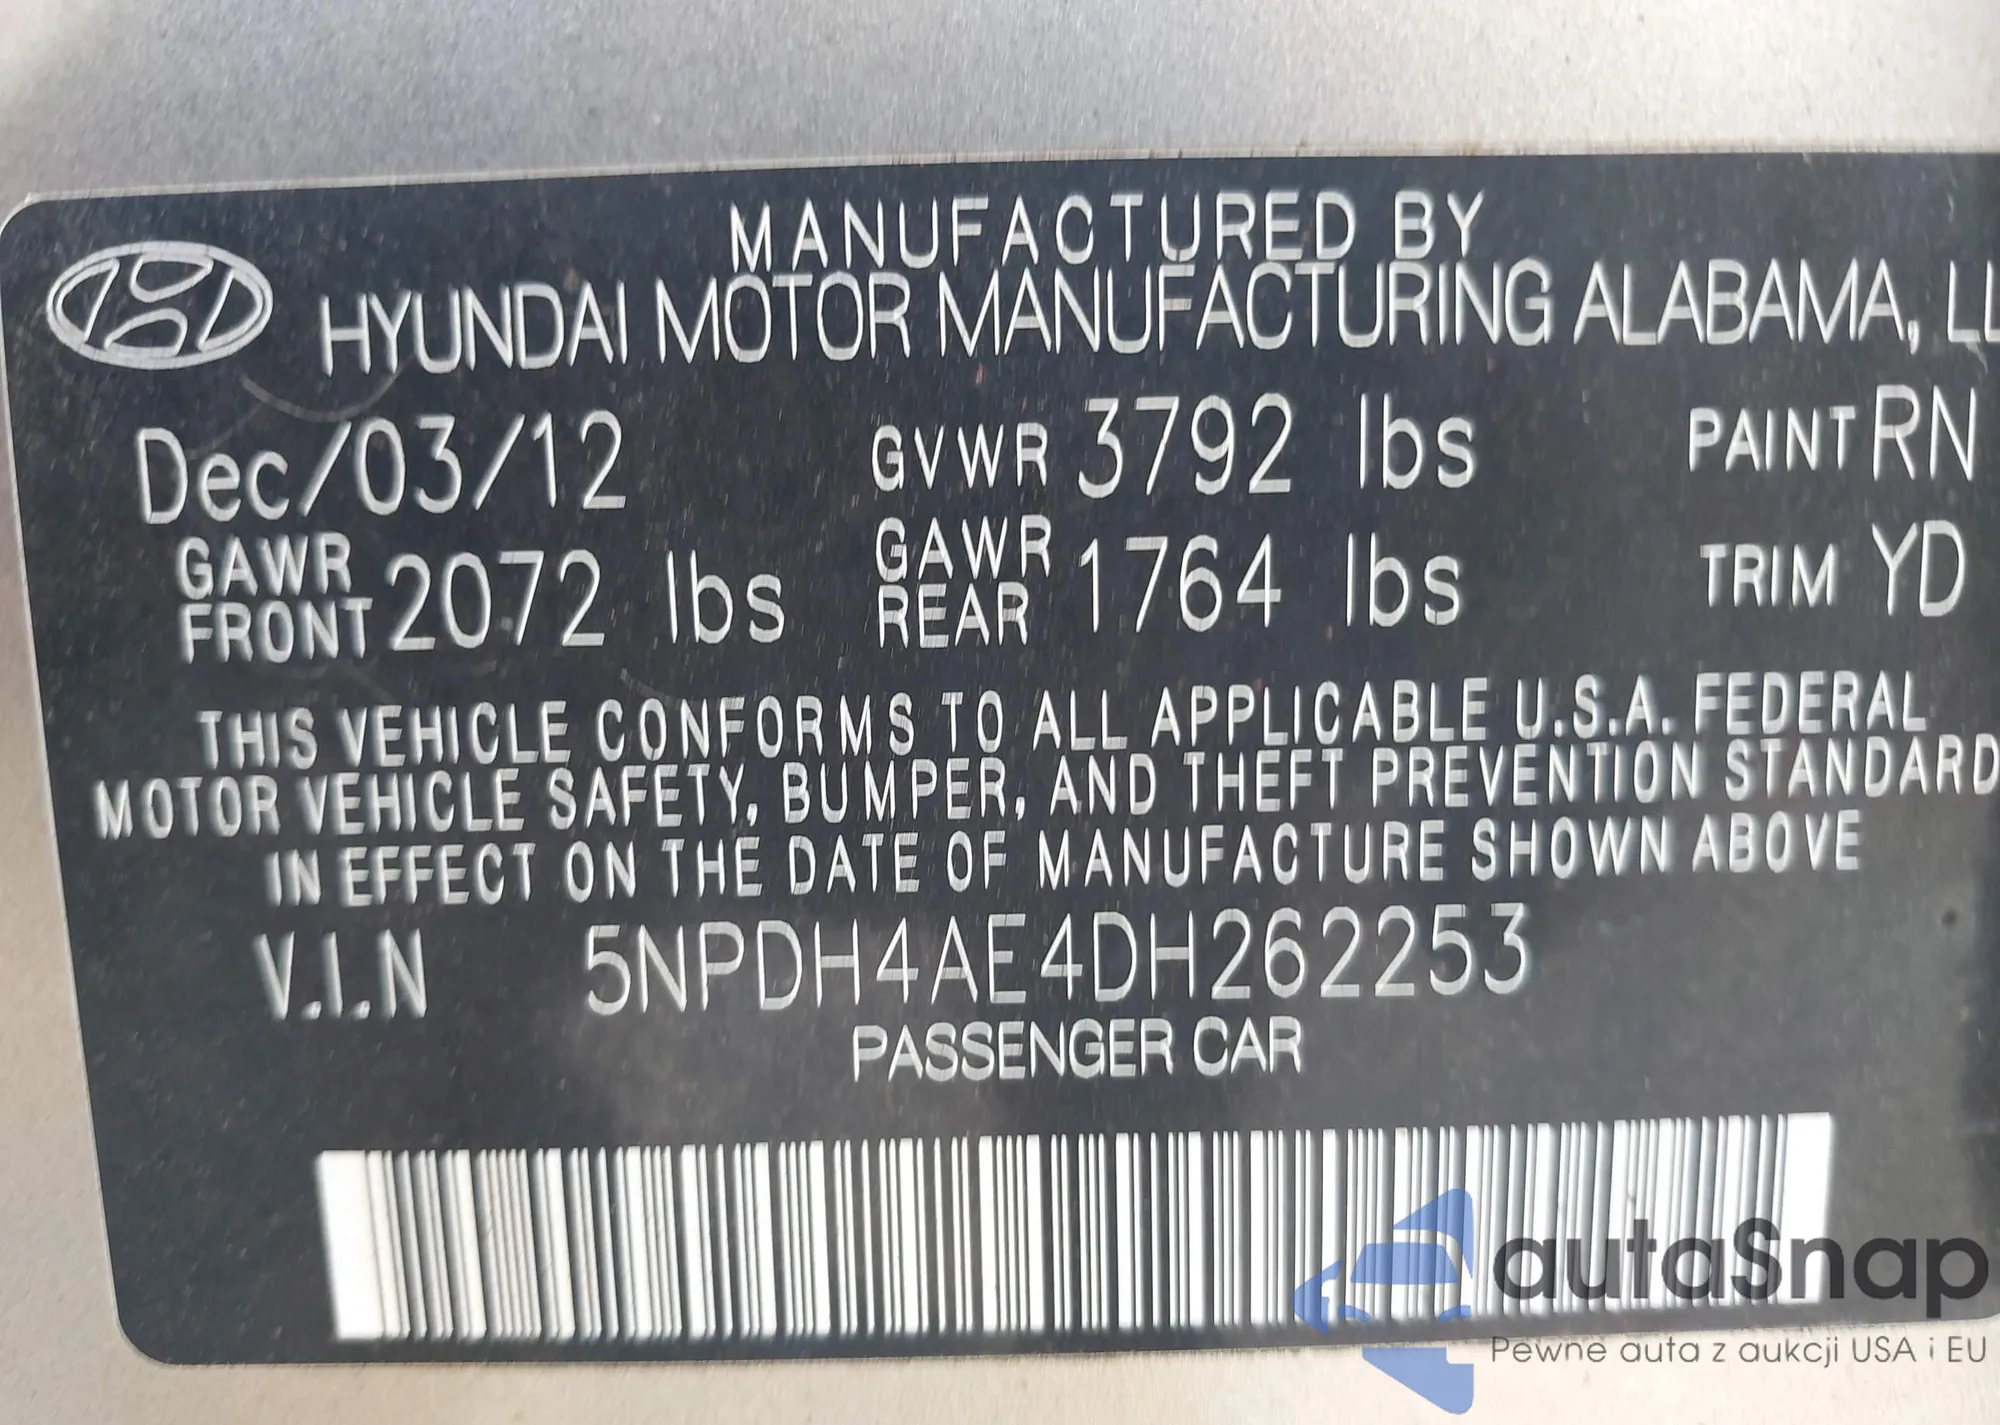 MANUFACTURED BY
HYUNDAI MOTOR MANUFACTURING ALABAMA, LL
Dec/03/12 GVWR 3792 lbs PAINT RN
GAWR FRONT 2072 lbs GAWR REAR 1764 lbs TRIM YD
THIS VEHICLE CONFORMS TO ALL APPLICABLE U.S.A. FEDERAL
MOTOR VEHICLE SAFETY, BUMPER, AND THEFT PREVENTION STANDARD
IN EFFECT ON THE DATE OF MANUFACTURE SHOWN ABOVE
V.I.N 5NPDH4AE4DH262253
PASSENGER CAR
autaSnap
Pewne auta z aukcji USA i EU